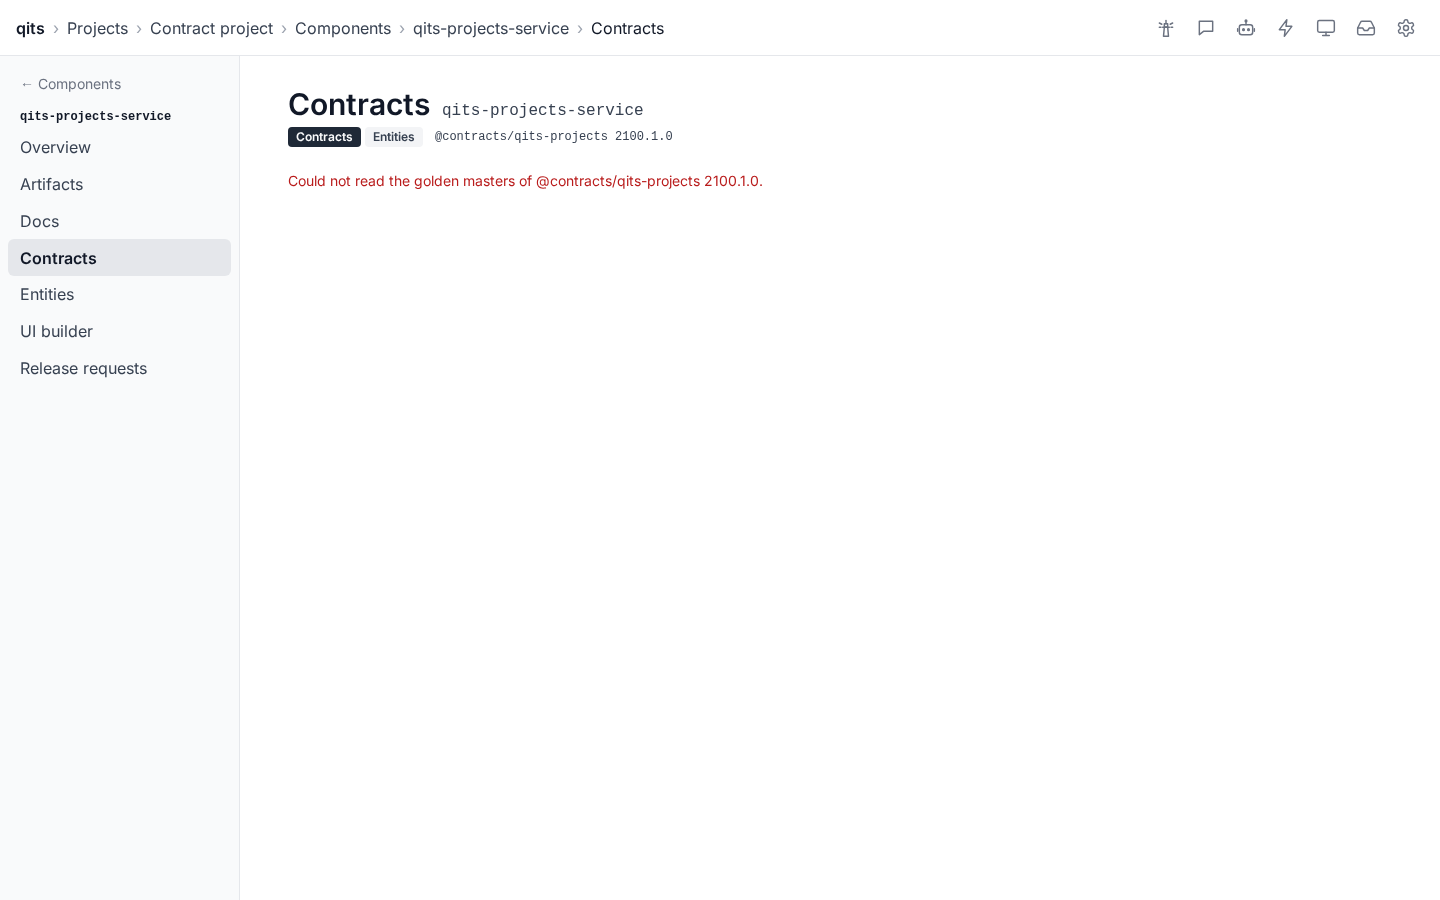 qits › Projects › Contract project › Components › qits-projects-service › Contracts
← Components
qits-projects-service
Overview
Artifacts
Docs
Contracts
Entities
UI builder
Release requests
Contracts qits-projects-service
Contracts Entities @contracts/qits-projects 2100.1.0
Could not read the golden masters of @contracts/qits-projects 2100.1.0.